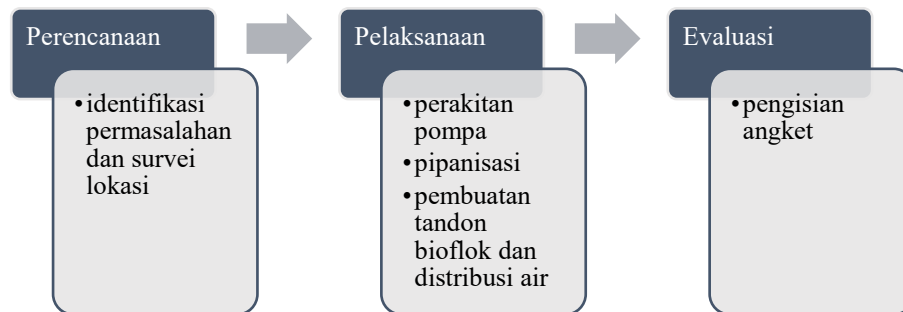 Perencanaan
•identifikasi
permasalahan
dan survei
lokasi
Pelaksanaan
•perakitan
pompa
•pipanisasi
•pembuatan
tandon
bioflok dan
distribusi air
Evaluasi
•pengisian
angket